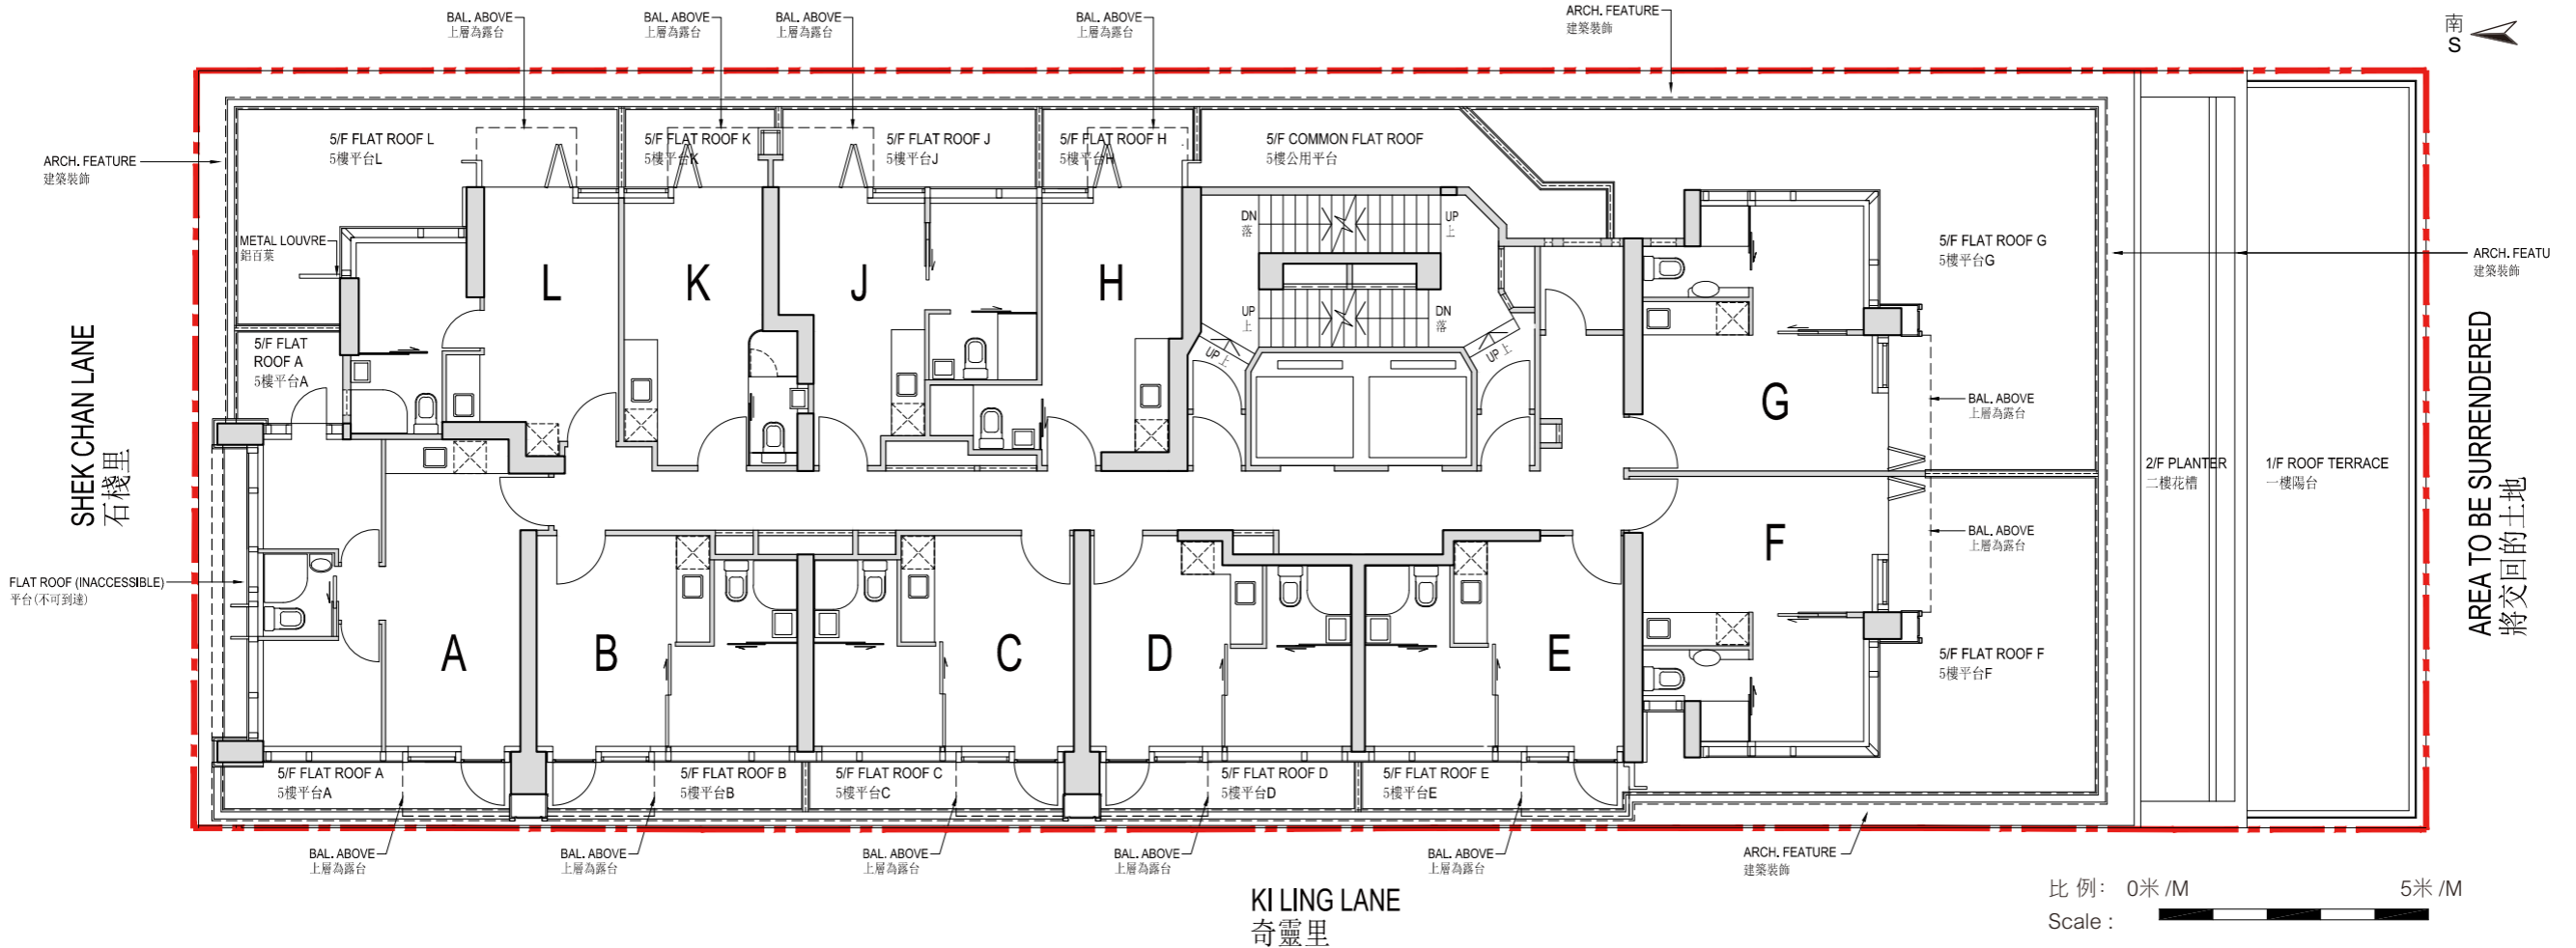 BAL. ABOVE
上層為露台
BAL. ABOVE
上層為露台
BAL. ABOVE
上層為露台
BAL. ABOVE
上層為露台
ARCH. FEATURE
建築裝飾
南
S
ARCH. FEATURE
建築裝飾
5/F FLAT ROOF L
5樓平台L
5/F FLAT ROOF K
5樓平台K
5/F FLAT ROOF J
5樓平台J
5/F FLAT ROOF H
5樓平台H
5/F COMMON FLAT ROOF
5樓公用平台
METAL LOUVRE
鋁百葉
L
K
J
H
DN
落
UP
上
UP
上
DN
落
UP 上
UP 上
5/F FLAT ROOF G
5樓平台G
ARCH. FEATU
建築裝飾
SHEK CHAN LANE
石棧里
5/F FLAT
ROOF A
5樓平台A
G
BAL. ABOVE
上層為露台
2/F PLANTER
二樓花槽
1/F ROOF TERRACE
一樓陽台
AREA TO BE SURRENDERED
將交回的土地
BAL. ABOVE
上層為露台
F
FLAT ROOF (INACCESSIBLE)
平台(不可到達)
A
B
C
D
E
5/F FLAT ROOF F
5樓平台F
5/F FLAT ROOF A
5樓平台A
5/F FLAT ROOF B
5樓平台B
5/F FLAT ROOF C
5樓平台C
5/F FLAT ROOF D
5樓平台D
5/F FLAT ROOF E
5樓平台E
BAL. ABOVE
上層為露台
BAL. ABOVE
上層為露台
BAL. ABOVE
上層為露台
BAL. ABOVE
上層為露台
BAL. ABOVE
上層為露台
ARCH. FEATURE
建築裝飾
KI LING LANE
奇靈里
比 例： 0米 /M 5米 /M
Scale :